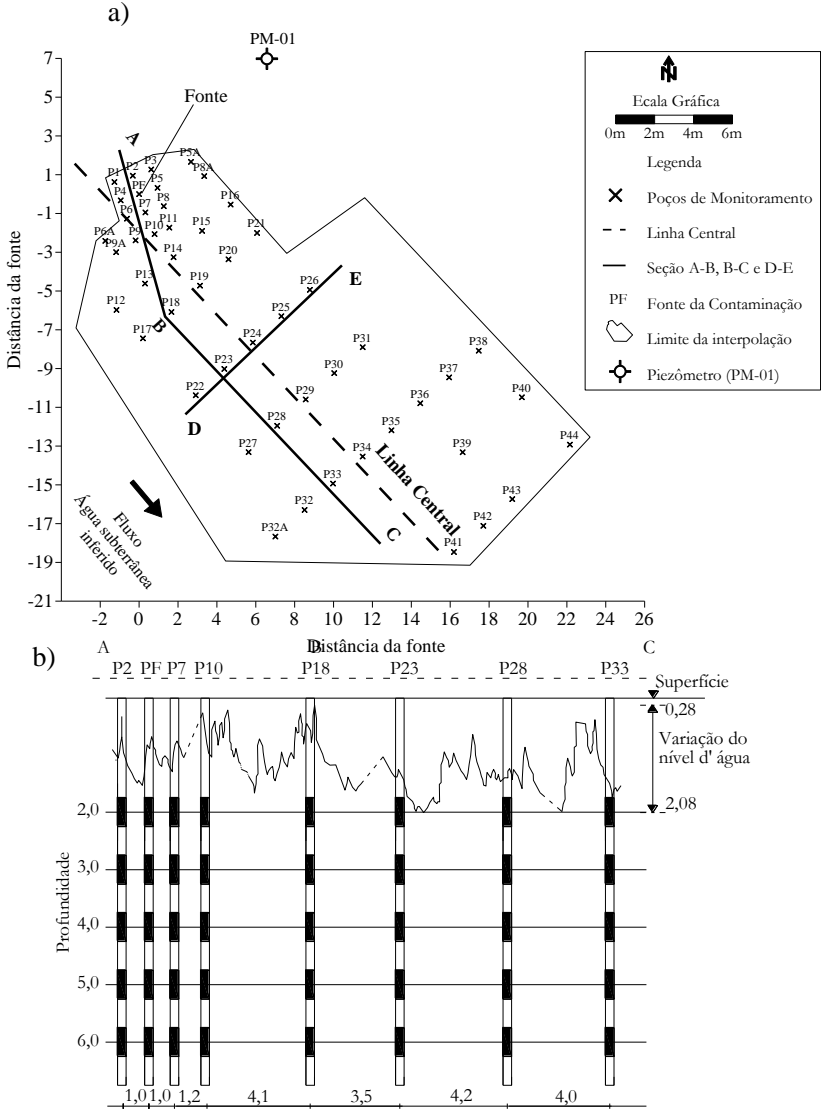 a)
PM-01
Fonte
A
P1
P2
P3
P5A
P8A
P4
PF
P5
P6
P7
P8
P16
P6A
P9
P10
P11
P15
P21
P9A
P14
P20
P13
P19
P26
E
P12
P18
P25
P17
B
P24
P31
P38
P23
P30
P37
P22
P29
P36
P40
D
P28
P35
P27
P34
P39
P44
P33
Linha Central
P32
P43
P32A
C
P42
P41
Fluxo
Água subterrânea
inferido
Distância da fonte
7
5
3
1
-1
-3
-5
-7
-9
-11
-13
-15
-17
-19
-21
-2 0 2 4 6 8 10 12 14 16 18 20 22 24 26
Distância da fonte
N
Ecala Gráfica
0m 2m 4m 6m
Legenda
Poços de Monitoramento
Linha Central
Seção A-B, B-C e D-E
PF Fonte da Contaminação
Limite da interpolação
Piezômetro (PM-01)
b)
A B C
P2 PF P7 P10 P18 P23 P28 P33
Superfície
0,28
Variação do
nível d' água
2,08
Profundidade
2,0
3,0
4,0
5,0
6,0
1,0 1,0 1,2 4,1 3,5 4,2 4,0